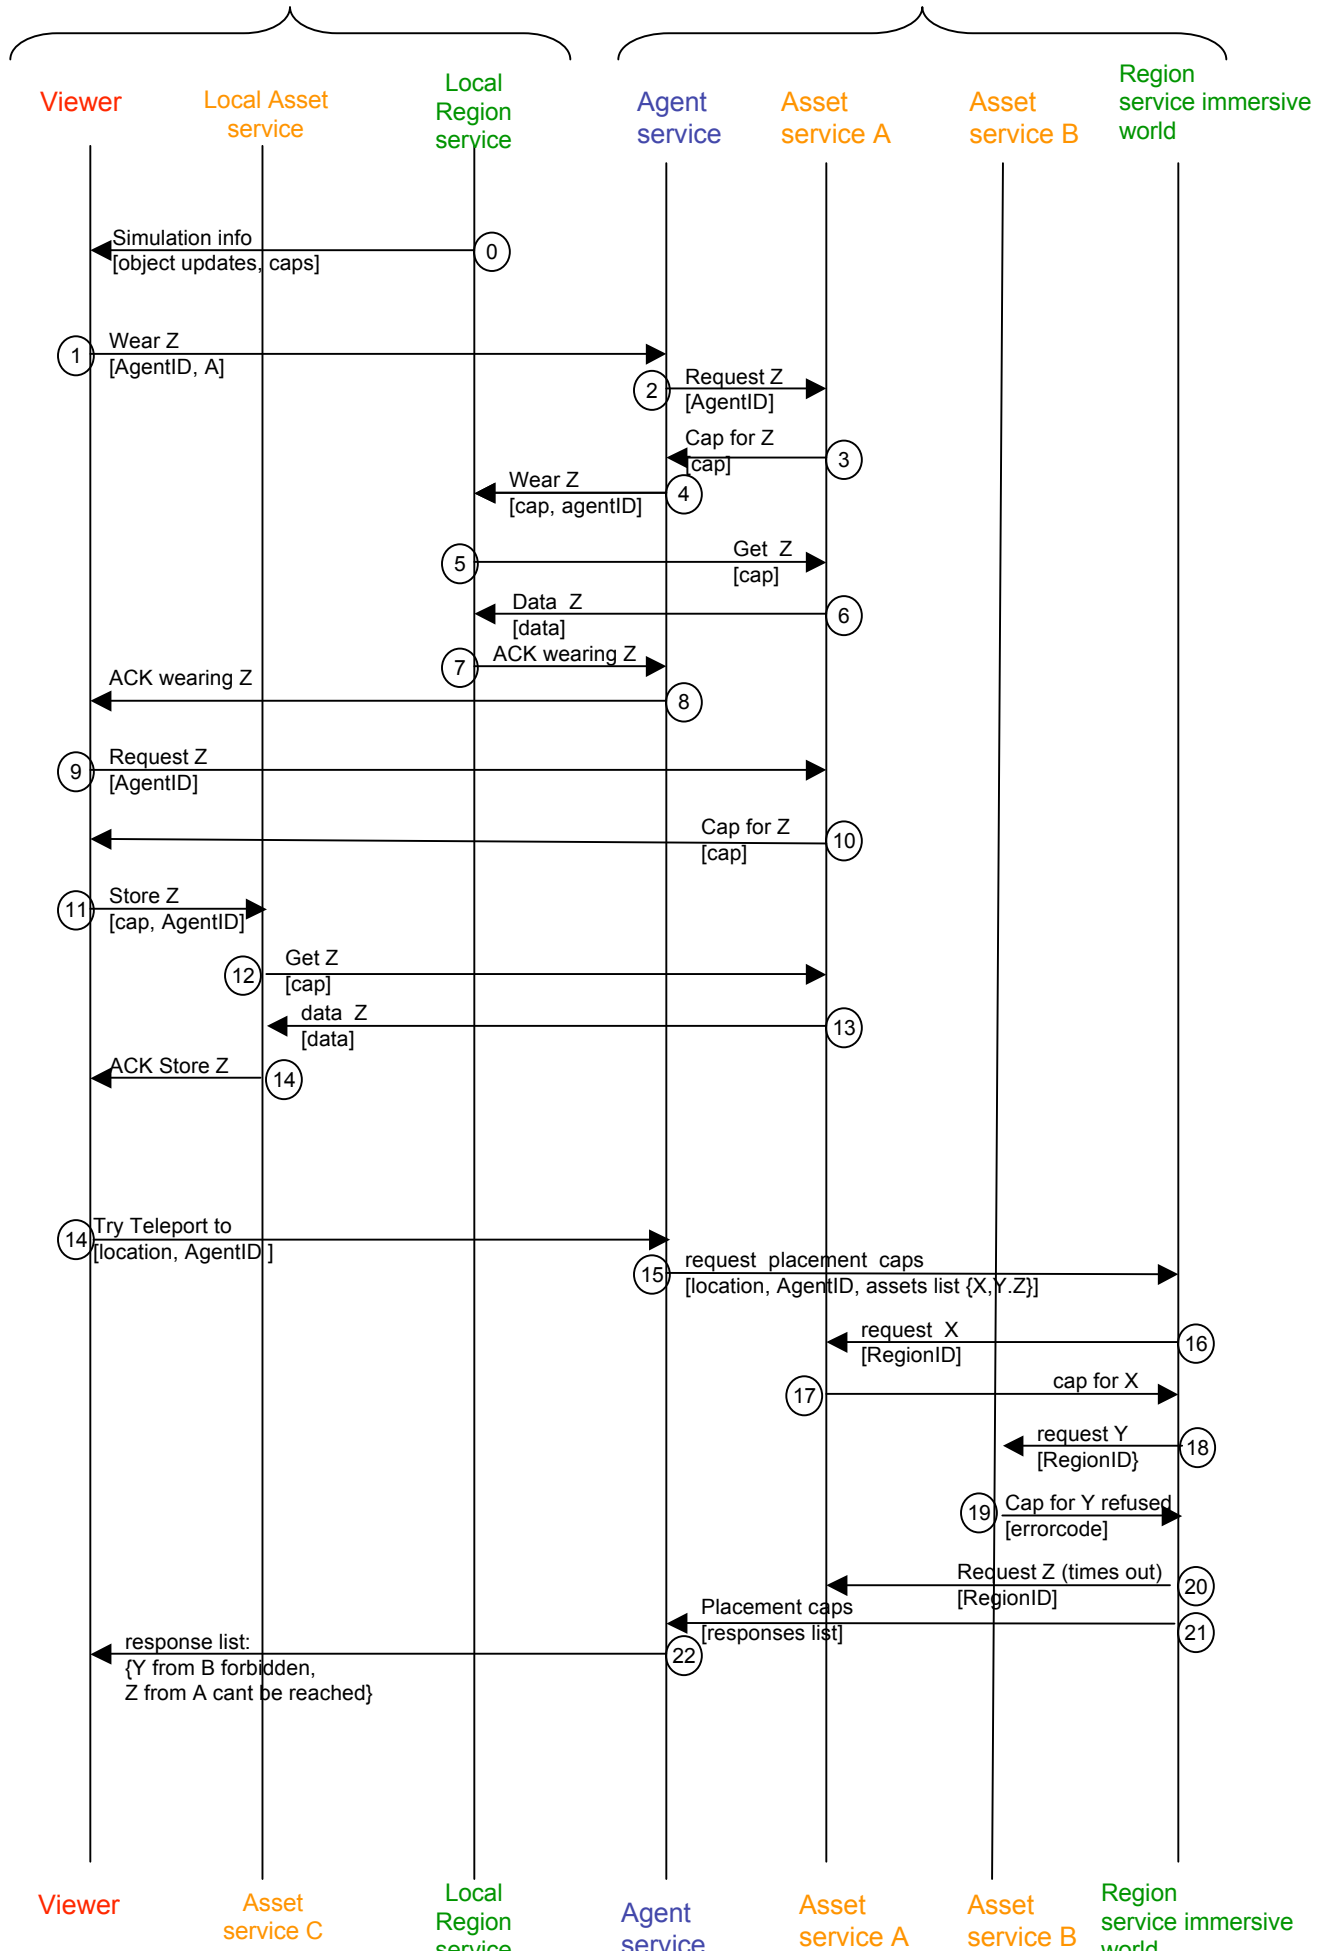 Viewer
Local Asset
service
Local
Region
service
Agent
service
Asset
service A
Asset
service B
Region
service immersive
world
Simulation info
[object updates, caps]
0
1
Wear Z
[AgentID, A]
2
Request Z
[AgentID]
Cap for Z
[cap]
3
Wear Z
[cap, agentID]
4
5
Get Z
[cap]
Data Z
[data]
6
7
ACK wearing Z
ACK wearing Z
8
9
Request Z
[AgentID]
Cap for Z
[cap]
10
11
Store Z
[cap, AgentID]
12
Get Z
[cap]
data Z
[data]
13
ACK Store Z
14
14
Try Teleport to
[location, AgentID ]
15
request placement caps
[location, AgentID, assets list {X,Y.Z}]
request X
[RegionID]
16
17
cap for X
request Y
[RegionID}
18
19
Cap for Y refused
[errorcode]
Request Z (times out)
[RegionID]
20
Placement caps
[responses list]
21
response list:
{Y from B forbidden,
Z from A cant be reached}
22
Viewer
Asset
service C
Local
Region
service
Agent
service
Asset
service A
Asset
service B
Region
service immersive
world